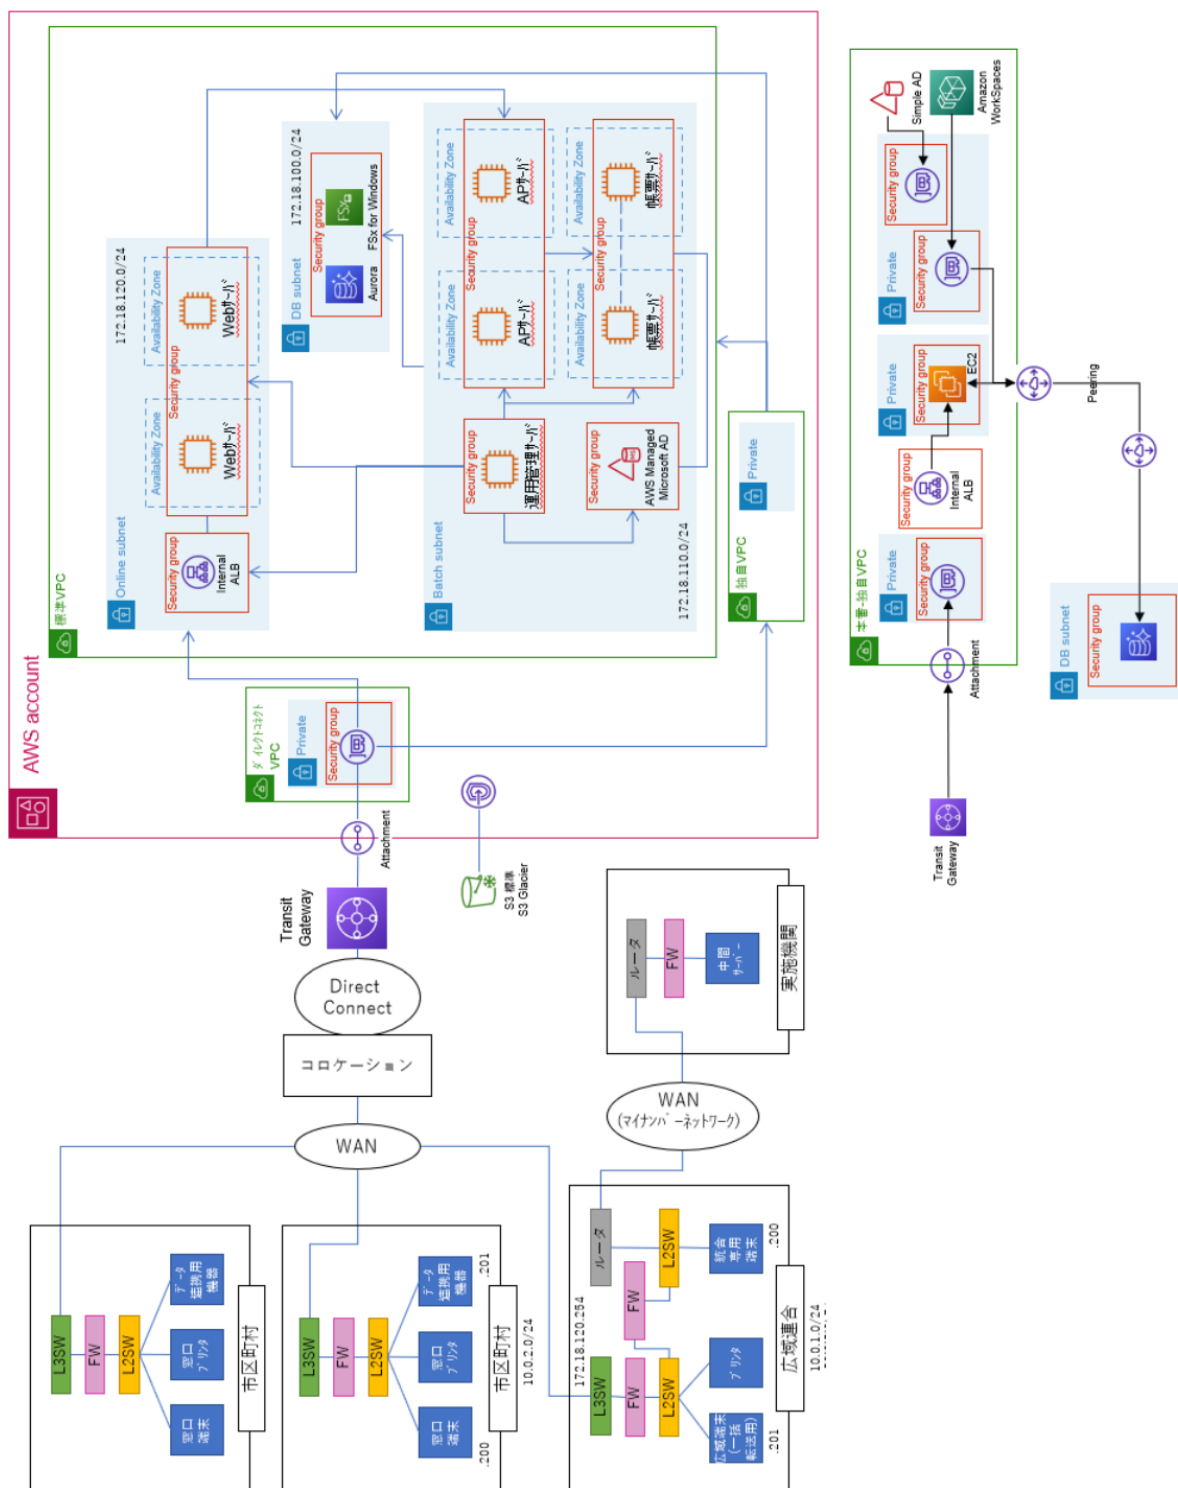 AWS account
標準VPC
Online subnet
172.18.120.0/24
Security group
Internal
ALB
Security group
Availability Zone
Webサーバ
Availability Zone
Webサーバ
DB subnet
172.18.100.0/24
Security group
Aurora
FSx for Windows
FSx
Batch subnet
172.18.110.0/24
Security group
運用管理サーバ
Security group
Availability Zone
APサーバ
Availability Zone
APサーバ
Security group
Availability Zone
帳票サーバ
Availability Zone
帳票サーバ
Security group
AWS Managed
Microsoft AD
独自VPC
Private
ダイレクトコネクト
VPC
Private
Security group
Attachment
Transit
Gateway
S3 標準
S3 Glacier
Direct
Connect
コロケーション
WAN
WAN
(マイナンバーネットワーク)
ルータ
FW
中間
サーバー
実施機関
L3SW
FW
L2SW
データ
連携用
機器
窓口
プリンタ
窓口
端末
市区町村
L3SW
FW
L2SW
データ
連携用
機器
.201
窓口
プリンタ
窓口
端末
.200
市区町村
10.0.2.0/24
172.18.120.254
ルータ
L2SW
FW
統合
専用
端末
.200
L3SW
FW
L2SW
プリンタ
広域端末
(一括
転送用)
.201
広域連合
10.0.1.0/24
本番-独自VPC
Simple AD
Amazon
WorkSpaces
Private
Security group
Security group
Private
Security group
EC2
Security group
Internal
ALB
Private
Security group
Attachment
Transit
Gateway
Peering
DB subnet
Security group